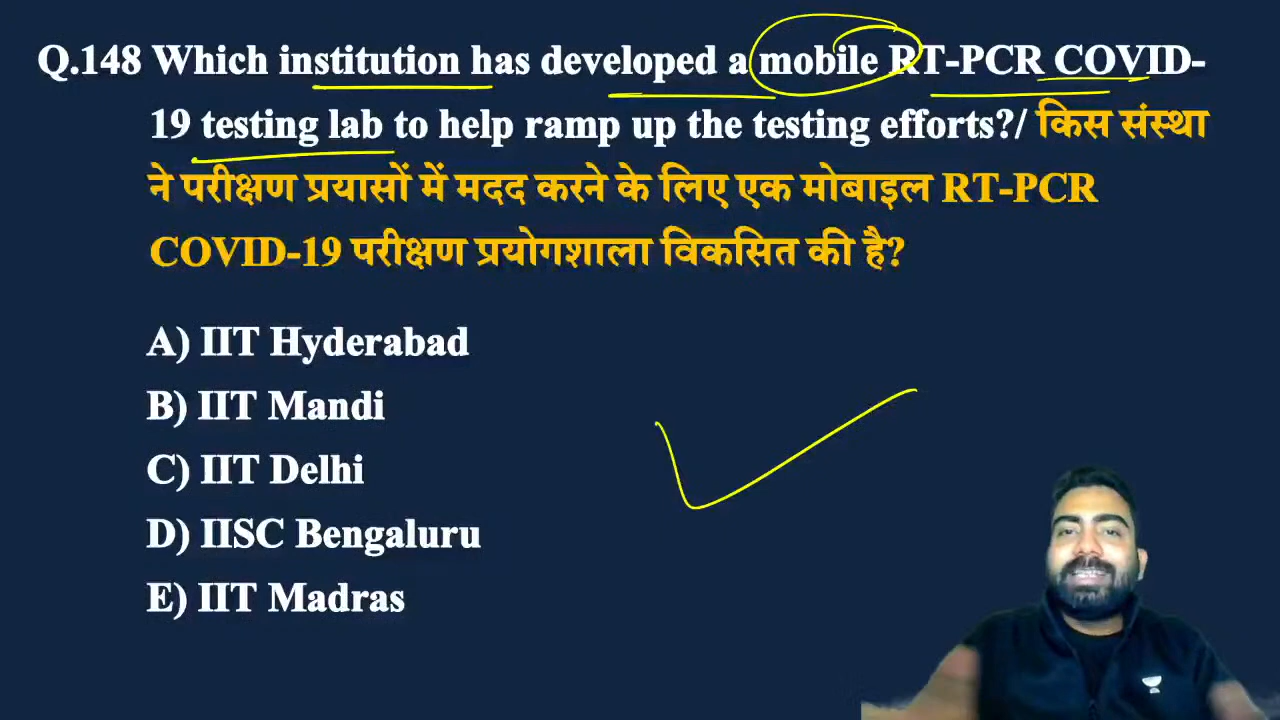 Q.148 Which institution has developed a mobile RT-PCR COVID-
19 testing lab to help ramp up the testing efforts?/ किस संस्था
ने परीक्षण प्रयासों में मदद करने के लिए एक मोबाइल RT-PCR
COVID-19 परीक्षण प्रयोगशाला विकसित की है?
A) IIT Hyderabad
B) IIT Mandi
C) IIT Delhi
D) IISC Bengaluru
E) IIT Madras